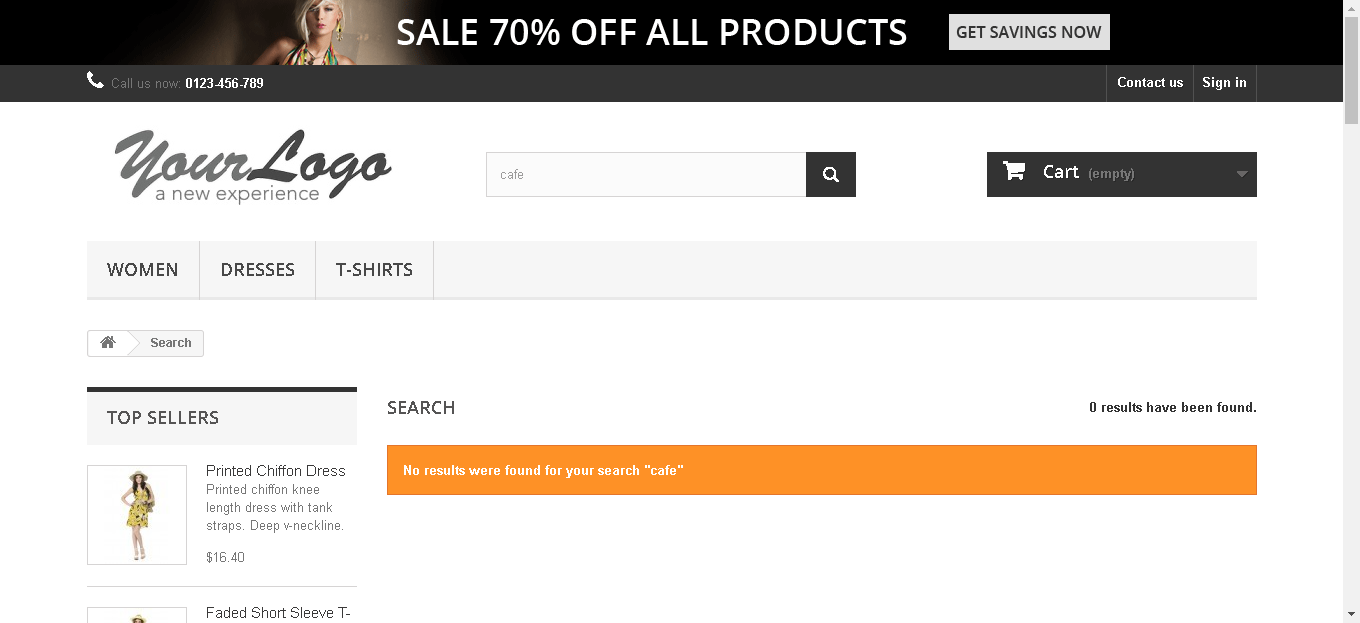 SALE 70% OFF ALL PRODUCTS
GET SAVINGS NOW
Call us now: 0123-456-789
Contact us
Sign in
YourLogo
a new experience
cafe
Cart (empty)
WOMEN
DRESSES
T-SHIRTS
Search
TOP SELLERS
Printed Chiffon Dress
Printed chiffon knee
length dress with tank
straps. Deep v-neckline.
$16.40
Faded Short Sleeve T-
SEARCH
0 results have been found.
No results were found for your search "cafe"